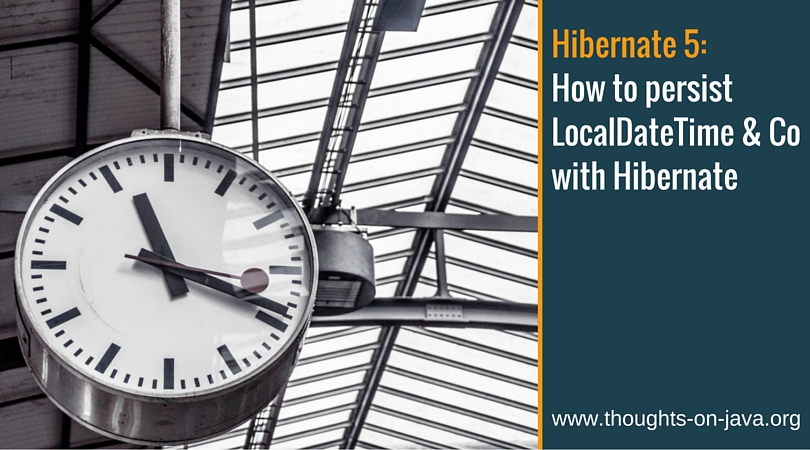 Hibernate 5:
How to persist
LocalDateTime & Co
with Hibernate
www.thoughts-on-java.org